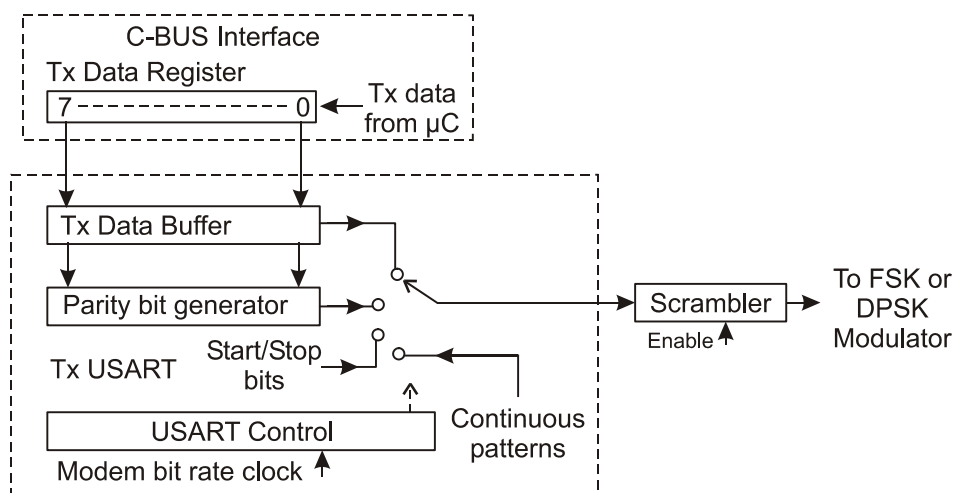 C-BUS Interface
Tx Data Register
7 0
Tx data
from µC
Tx Data Buffer
Parity bit generator
Start/Stop
bits
Tx USART
USART Control
Modem bit rate clock
Continuous
patterns
Scrambler
Enable
To FSK or
DPSK
Modulator